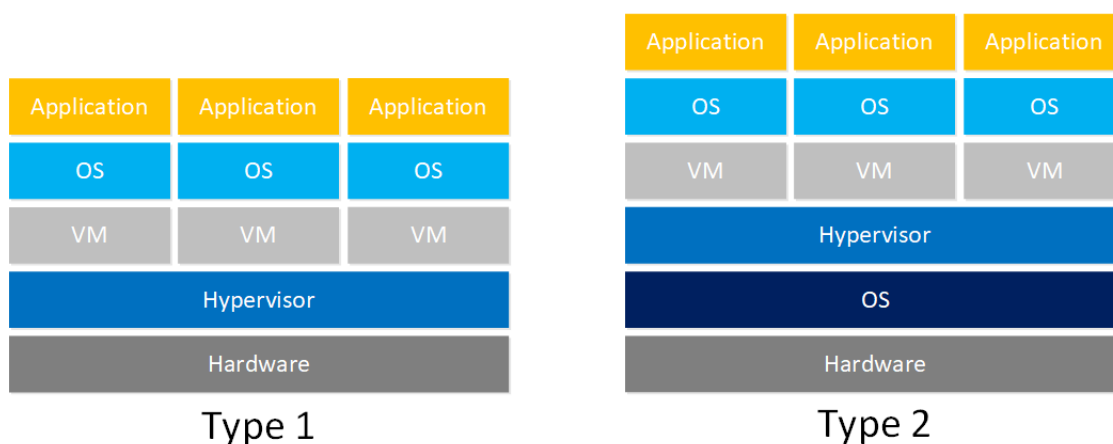 Application Application Application
OS OS OS
VM VM VM
Hypervisor
Hardware
Type 1
Application Application Application
OS OS OS
VM VM VM
Hypervisor
OS
Hardware
Type 2